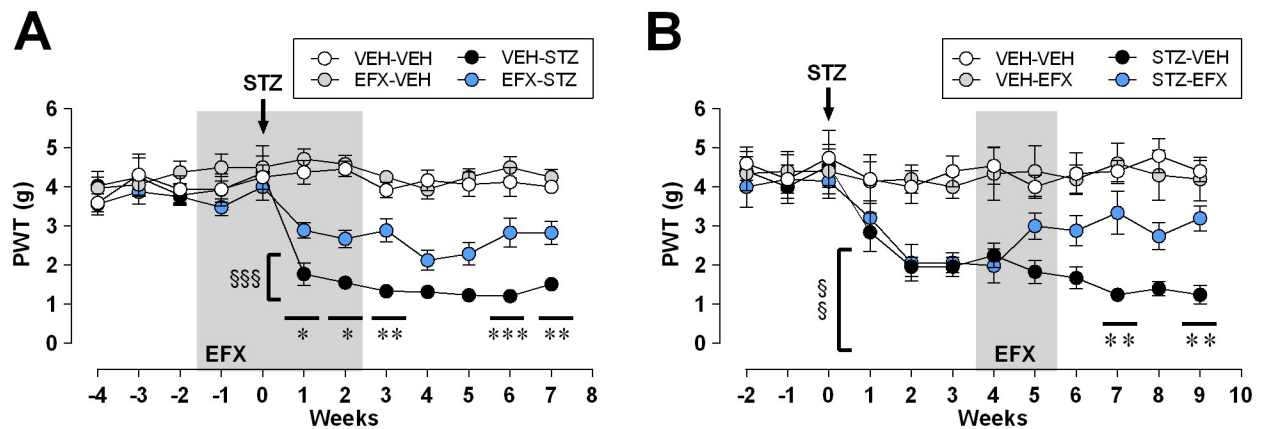 A
VEH-VEH VEH-STZ
EFX-VEH EFX-STZ
STZ
PWT (g)
6
5
4
3
2
1
0
§§§
* * ** *** **
EFX
-4 -3 -2 -1 0 1 2 3 4 5 6 7 8
Weeks
B
VEH-VEH STZ-VEH
VEH-EFX STZ-EFX
STZ
PWT (g)
6
5
4
3
2
1
0
§§
** **
EFX
-2 -1 0 1 2 3 4 5 6 7 8 9 10
Weeks